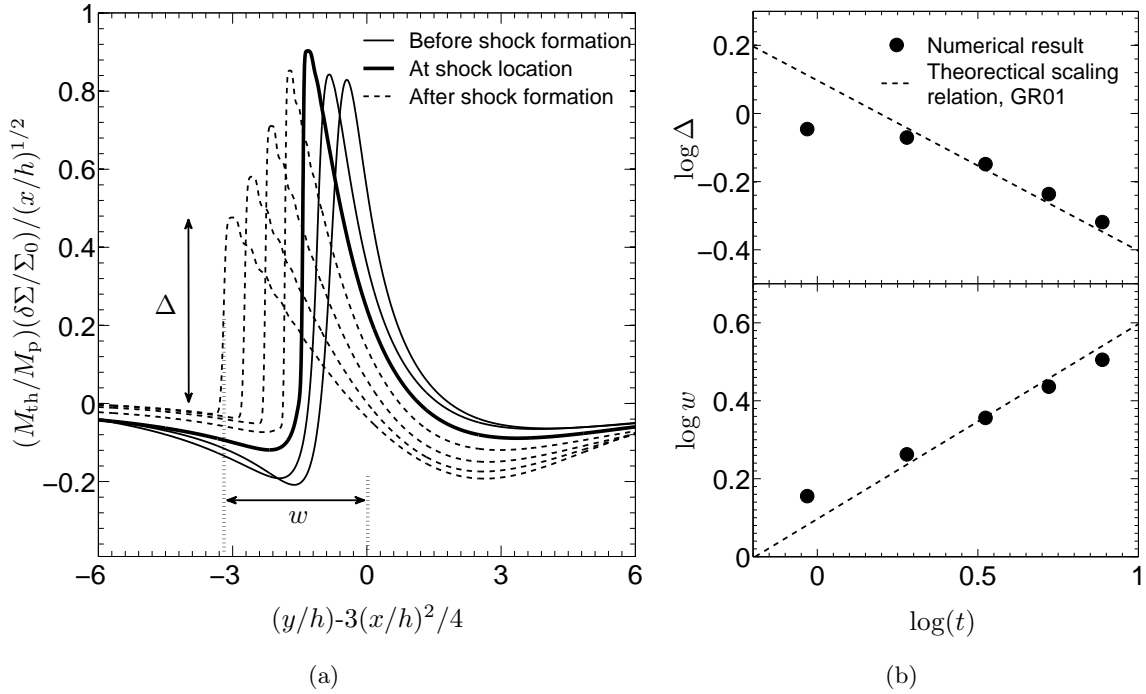 1
0.8
0.6
0.4
0.2
0
−0.2
(M_th/M_p)(δΣ/Σ_0)/(x/h)^{1/2}
Before shock formation
At shock location
After shock formation
Δ
w
−6
−3
0
3
6
(y/h)-3(x/h)^2/4
(a)
0.2
0
−0.2
−0.4
log Δ
Numerical result
Theorectical scaling
relation, GR01
0.6
0.4
0.2
0
log w
0
0.5
1
log(t)
(b)